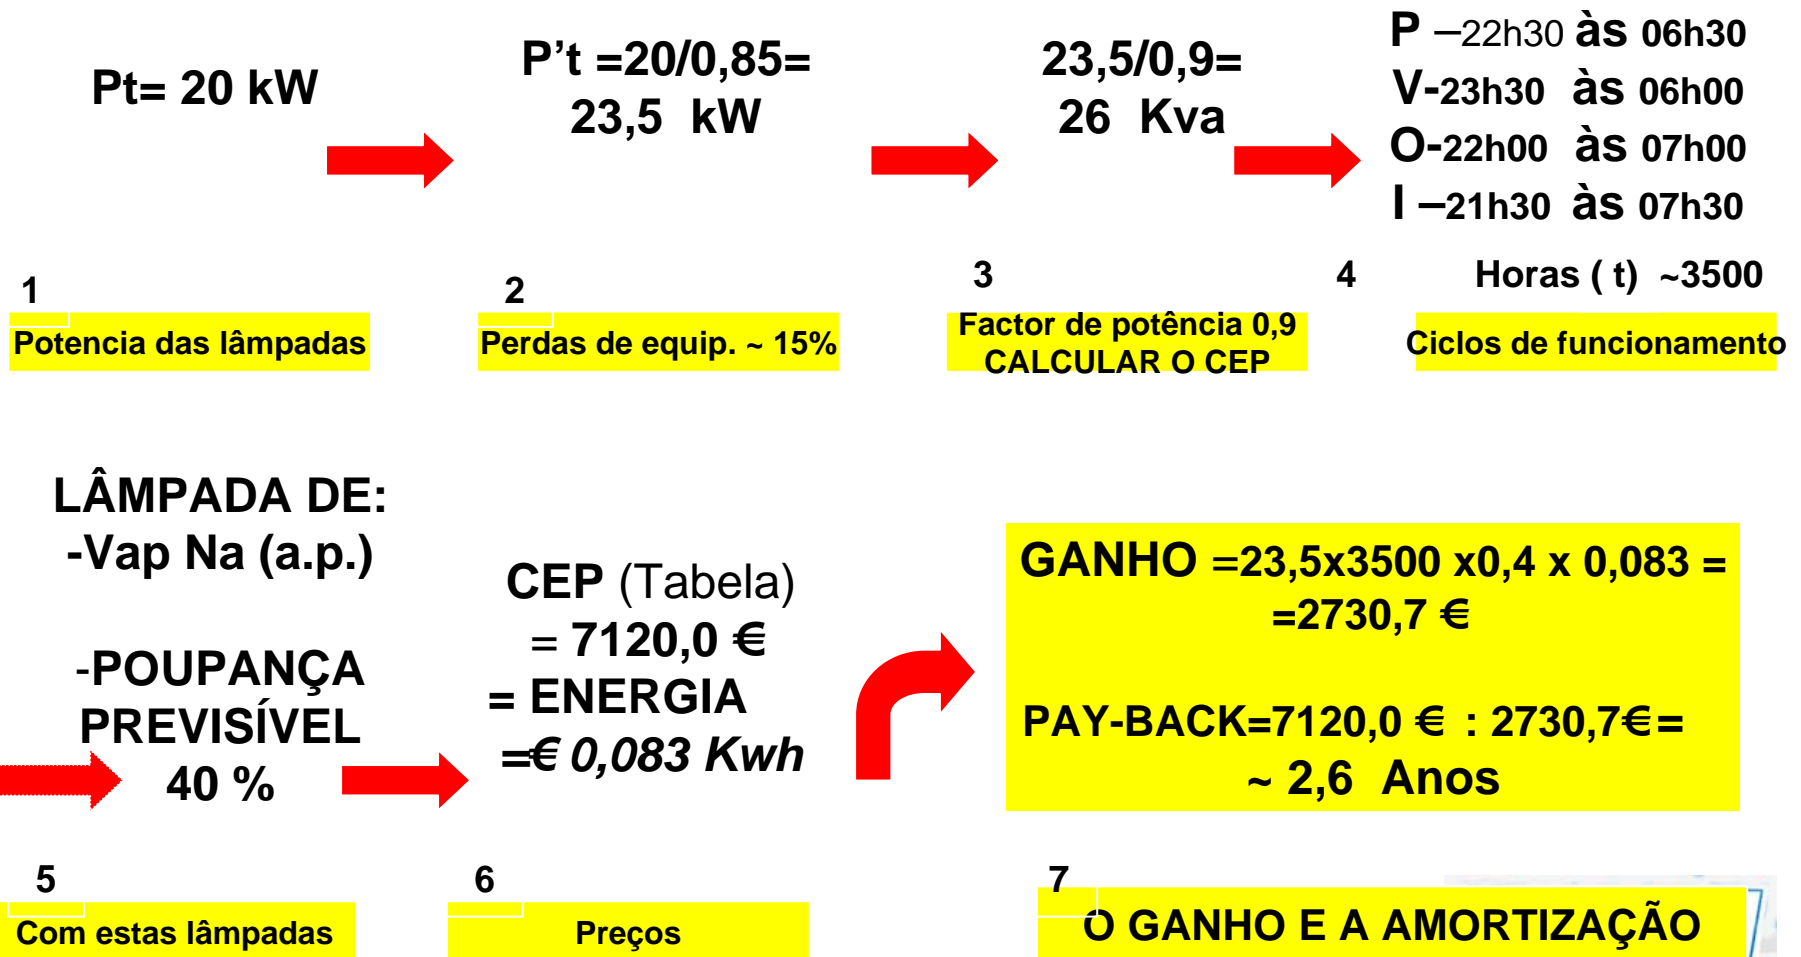 Pt= 20 kW
1
Potencia das lâmpadas
P’t =20/0,85=
23,5 kW
2
Perdas de equip. ~ 15%
23,5/0,9=
26 Kva
3
Factor de potência 0,9
CALCULAR O CEP
P –22h30 às 06h30
V-23h30 às 06h00
O-22h00 às 07h00
I –21h30 às 07h30
4
Horas ( t) ~3500
Ciclos de funcionamento
LÂMPADA DE:
-Vap Na (a.p.)
-POUPANÇA
PREVISÍVEL
40 %
5
Com estas lâmpadas
CEP (Tabela)
= 7120,0 €
= ENERGIA
=€ 0,083 Kwh
6
Preços
GANHO =23,5x3500 x0,4 x 0,083 =
=2730,7 €
PAY-BACK=7120,0 € : 2730,7€=
~ 2,6 Anos
7
O GANHO E A AMORTIZAÇÃO